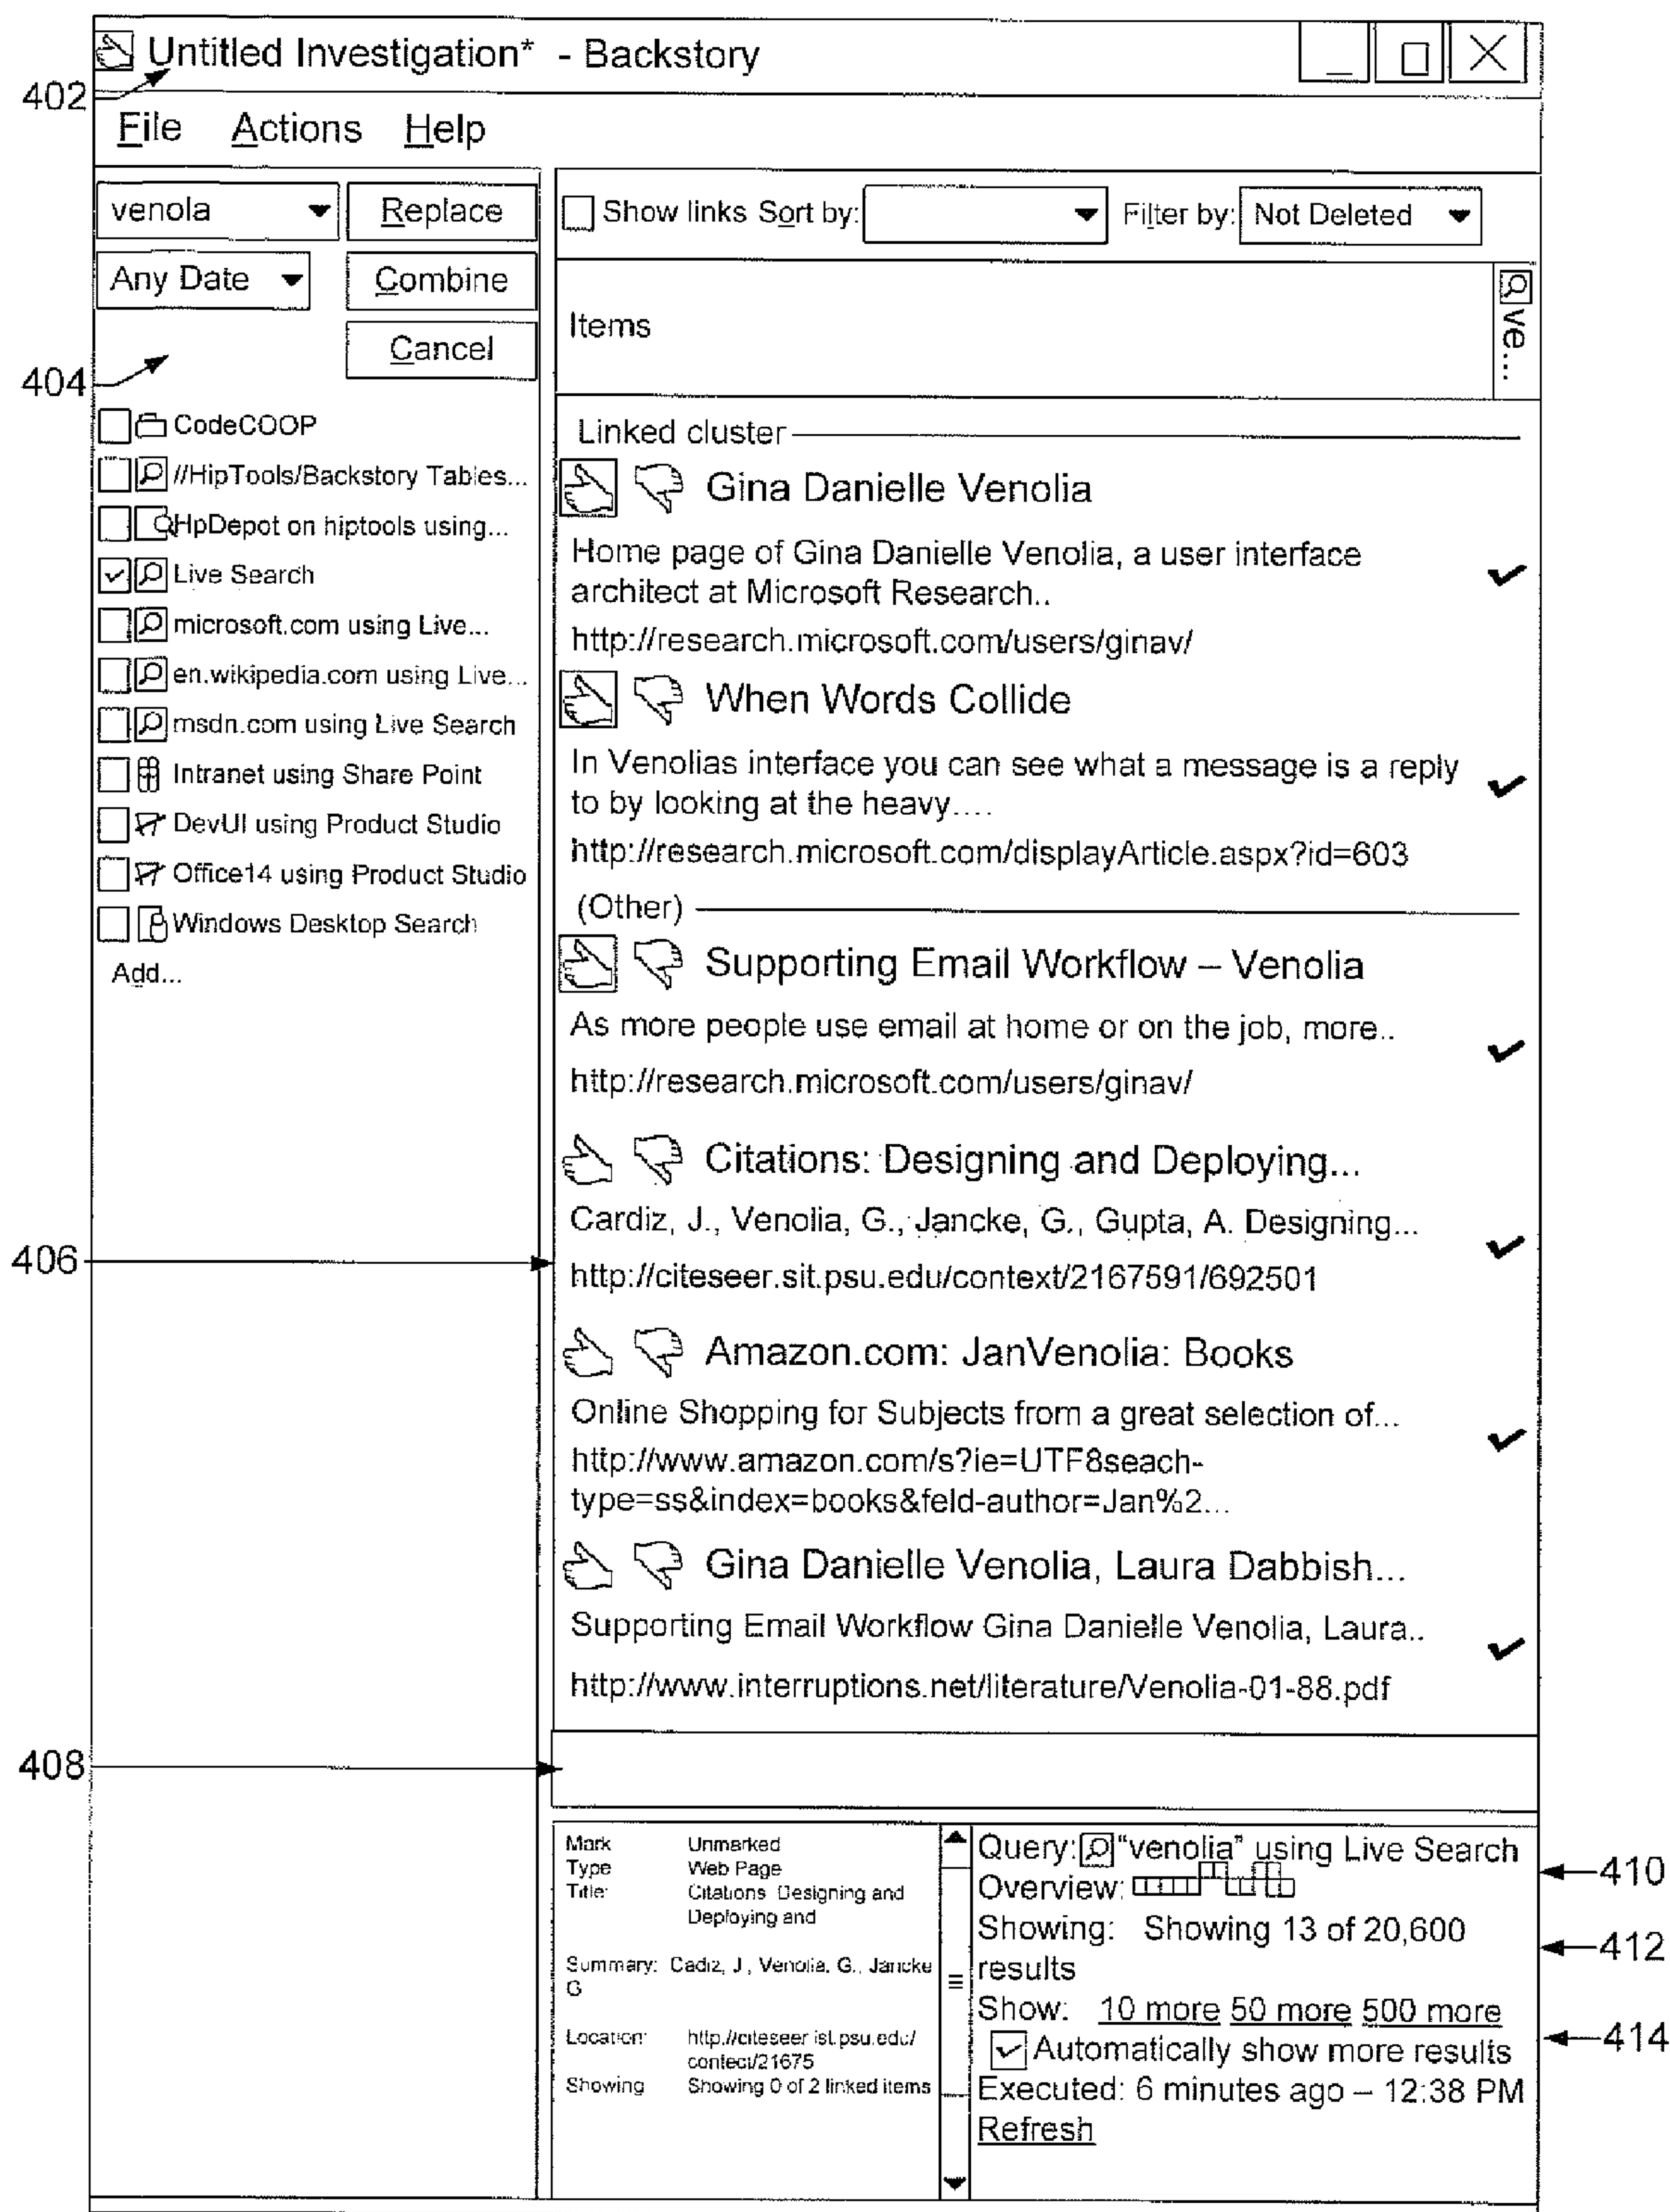 Untitled Investigation* - Backstory
402
File Actions Help
venola Replace
Any Date Combine
Cancel
404
CodeCOOP
//HipTools/Backstory Tables...
HpDepot on hiptools using...
Live Search
microsoft.com using Live...
en.wikipedia.com using Live...
msdn.com using Live Search
Intranet using Share Point
DevUI using Product Studio
Office14 using Product Studio
Windows Desktop Search
Add...
Show links Sort by: Filter by: Not Deleted
Items
ve...
Linked cluster
Gina Danielle Venolia
Home page of Gina Danielle Venolia, a user interface
architect at Microsoft Research..
http://research.microsoft.com/users/ginav/
When Words Collide
In Venolias interface you can see what a message is a reply
to by looking at the heavy....
http://research.microsoft.com/displayArticle.aspx?id=603
(Other)
Supporting Email Workflow – Venolia
As more people use email at home or on the job, more..
http://research.microsoft.com/users/ginav/
Citations: Designing and Deploying...
Cardiz, J., Venolia, G., Jancke, G., Gupta, A. Designing...
406
http://citeseer.sit.psu.edu/context/2167591/692501
Amazon.com: JanVenolia: Books
Online Shopping for Subjects from a great selection of...
http://www.amazon.com/s?ie=UTF8seach-
type=ss&index=books&feld-author=Jan%2...
Gina Danielle Venolia, Laura Dabbish...
Supporting Email Workflow Gina Danielle Venolia, Laura..
http://www.interruptions.net/literature/Venolia-01-88.pdf
408
Mark Unmarked
Type Web Page
Title: Citations Designing and
Deploying and
Summary: Cadiz, J , Venolia, G., Jancke
G
Location: http://citeseer ist.psu.edu/
contect/21675
Showing Showing 0 of 2 linked items
Query: "venolia" using Live Search
410
Overview:
Showing: Showing 13 of 20,600
412
results
Show: 10 more 50 more 500 more
414
Automatically show more results
Executed: 6 minutes ago – 12:38 PM
Refresh